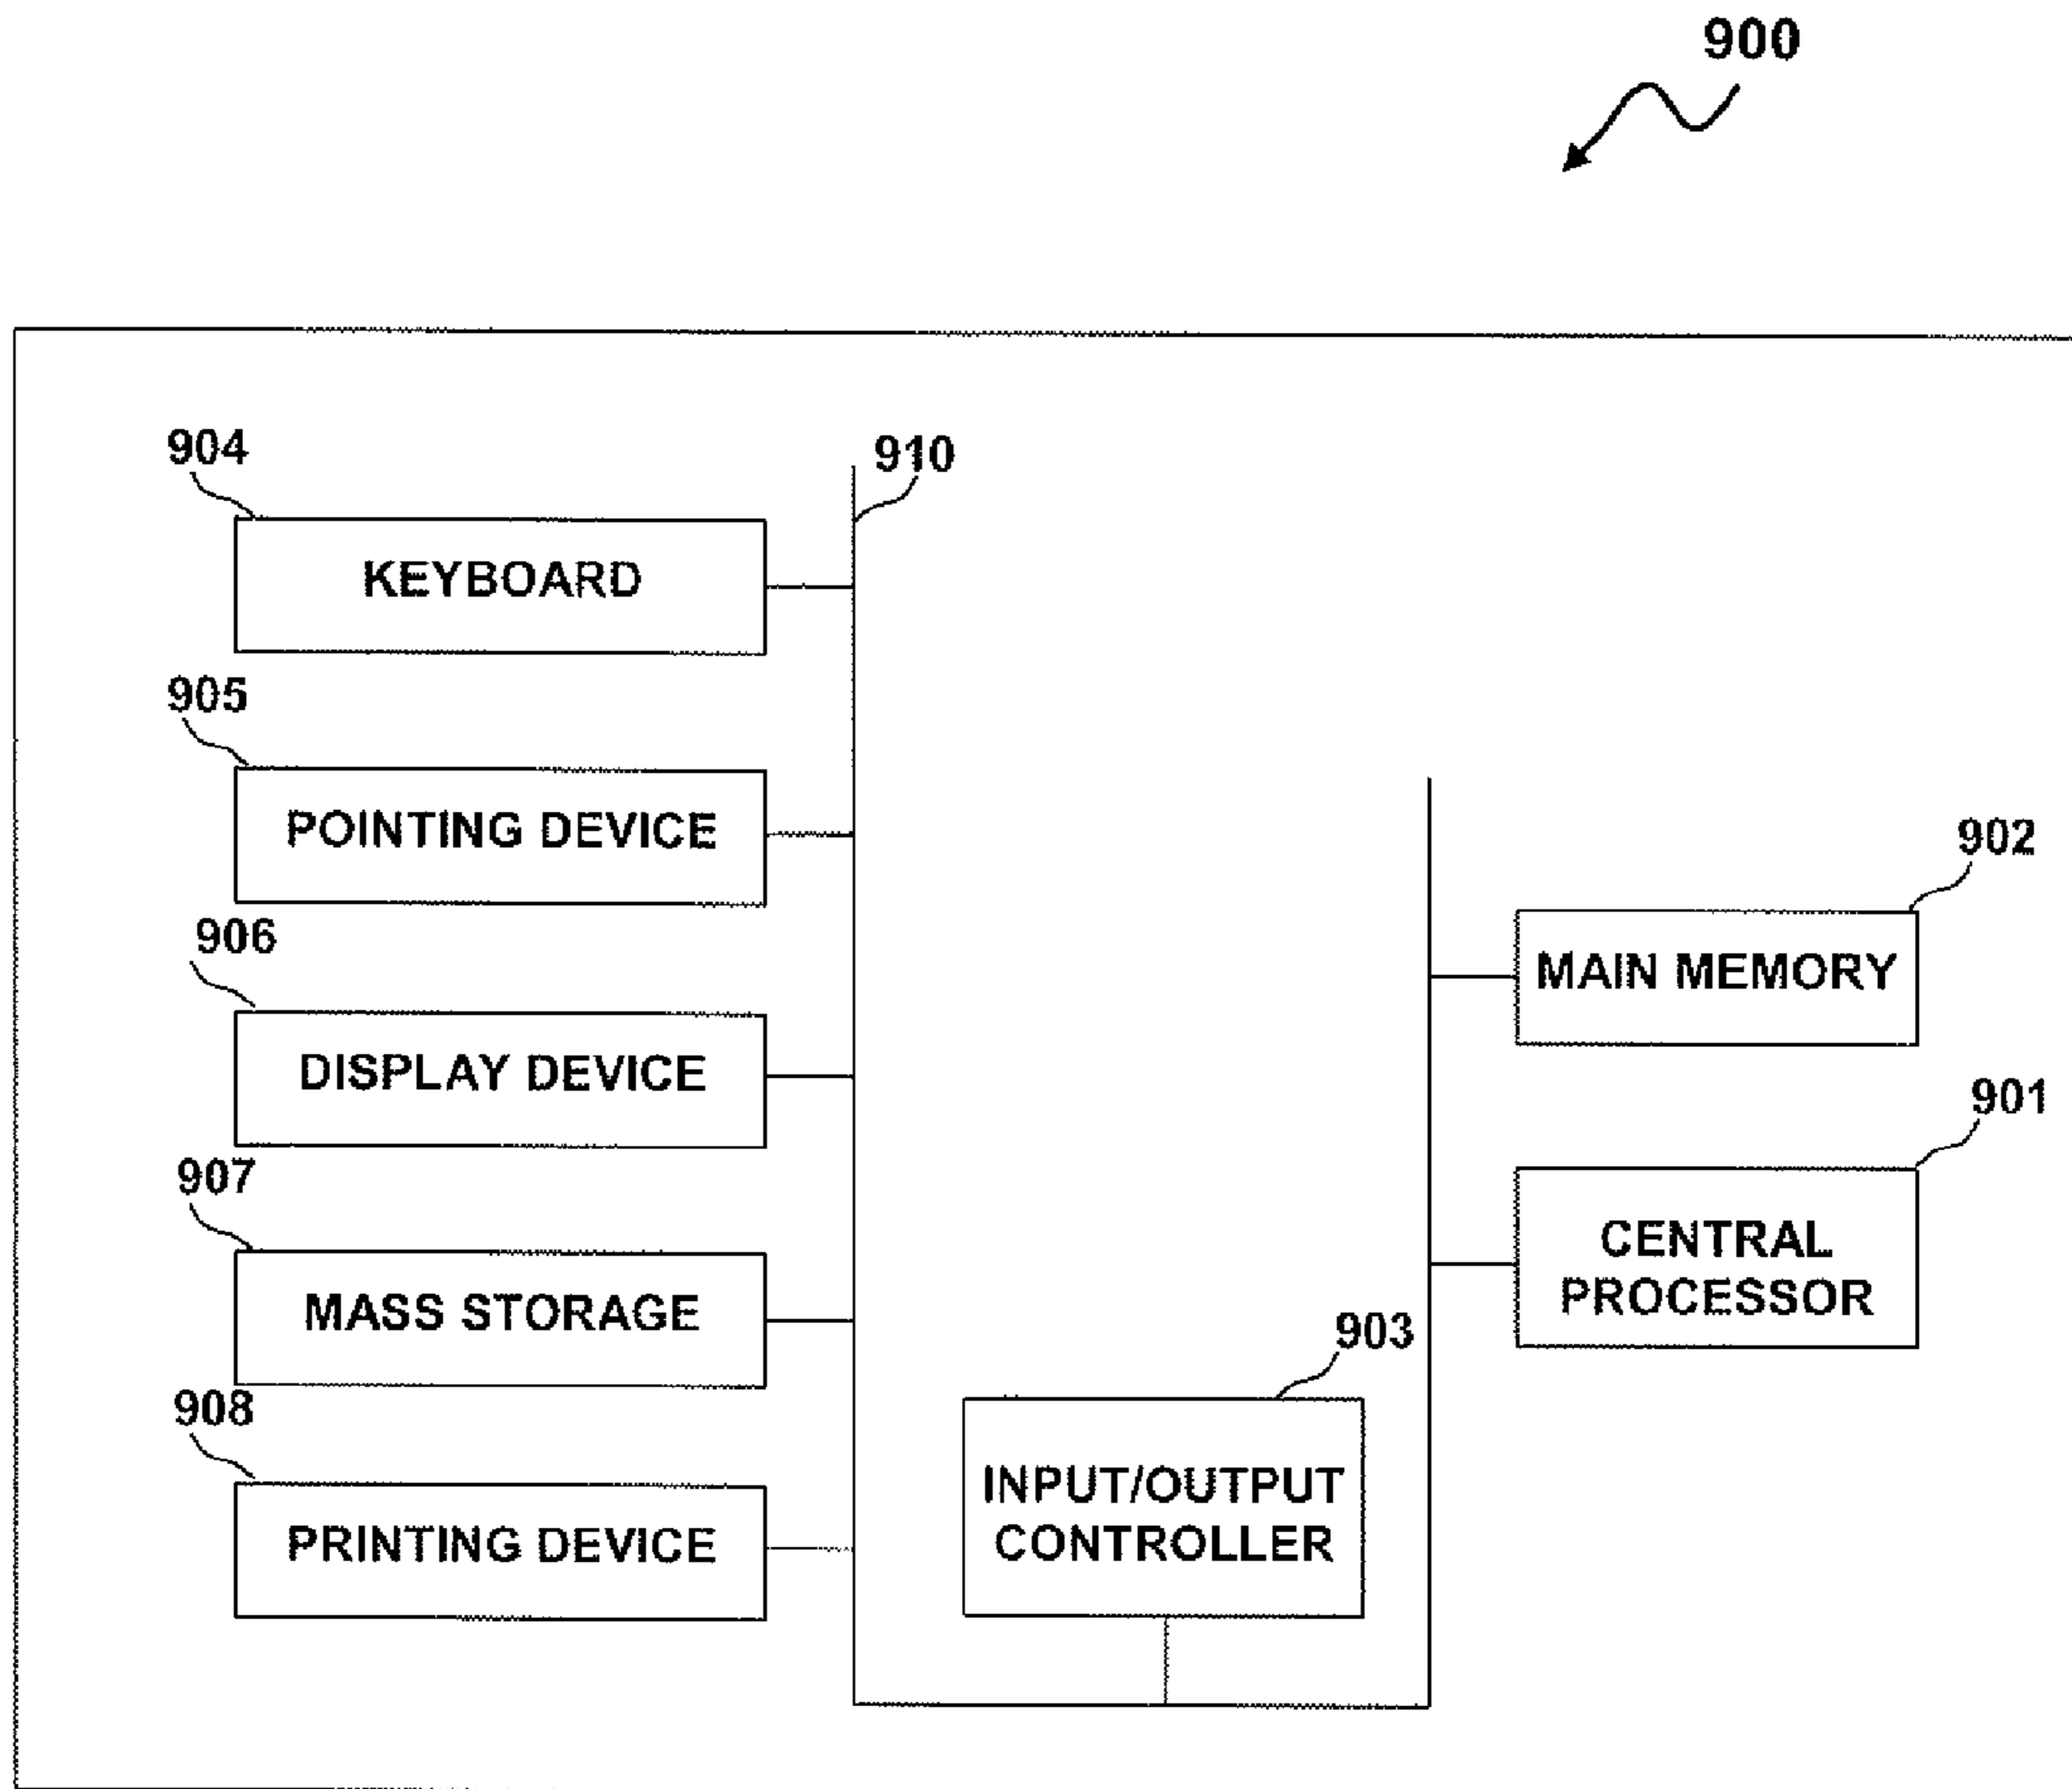 900
904
910
KEYBOARD
905
POINTING DEVICE
902
906
MAIN MEMORY
DISPLAY DEVICE
901
907
CENTRAL
PROCESSOR
MASS STORAGE
903
908
INPUT/OUTPUT
CONTROLLER
PRINTING DEVICE